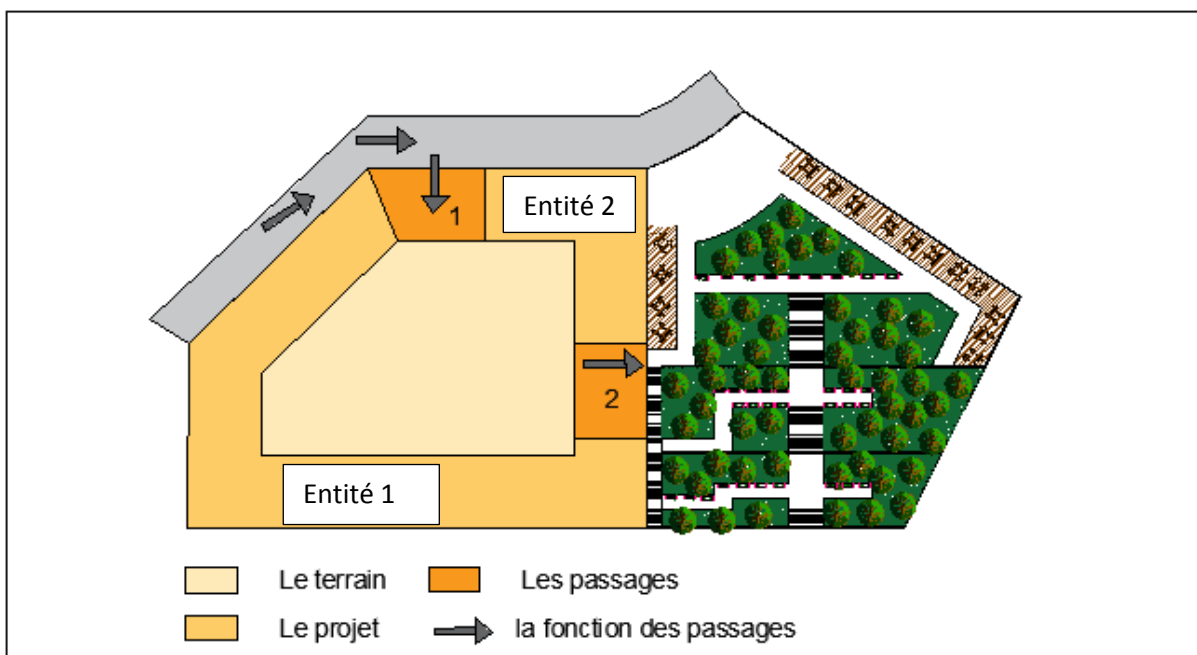 1
Entité 2
2
Entité 1
Le terrain
Les passages
Le projet
la fonction des passages